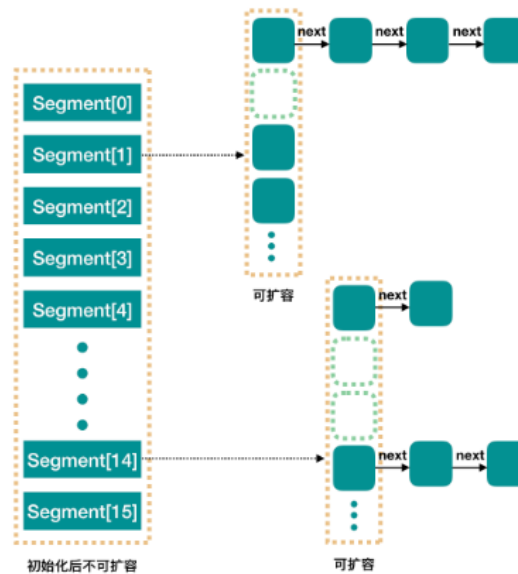 next
next
next
Segment[0]
Segment[1]
Segment[2]
Segment[3]
Segment[4]
可扩容
next
Segment[14]
next
next
Segment[15]
初始化后不可扩容
可扩容